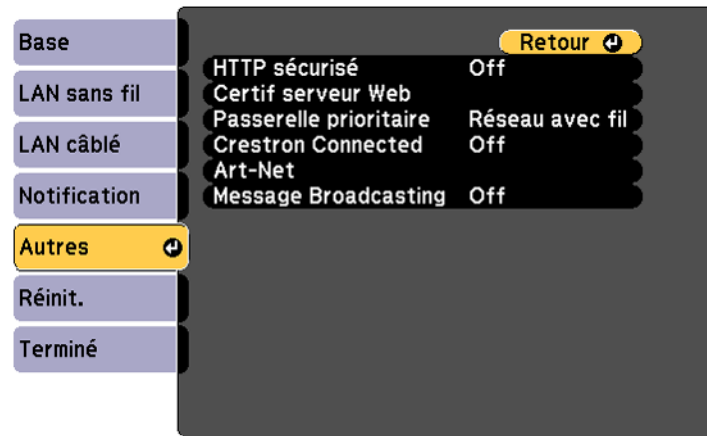 Base
LAN sans fil
LAN câblé
Notification
Autres
Réinit.
Terminé
Retour
HTTP sécurisé Off
Certif serveur Web
Passerelle prioritaire Réseau avec fil
Crestron Connected Off
Art-Net
Message Broadcasting Off